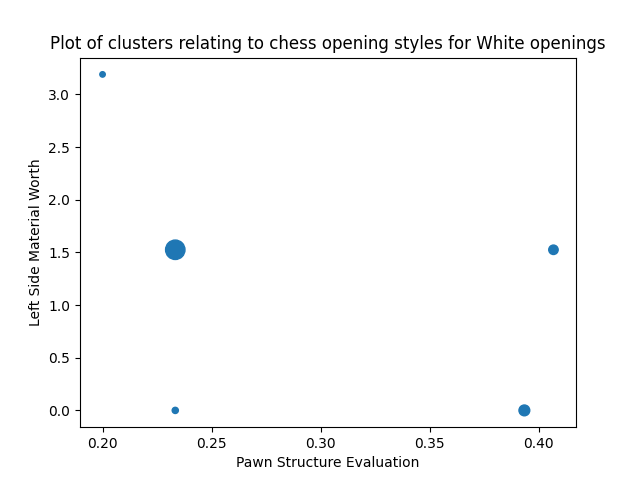 Plot of clusters relating to chess opening styles for White openings
3.0
2.5
2.0
1.5
1.0
0.5
0.0
Left Side Material Worth
0.20 0.25 0.30 0.35 0.40
Pawn Structure Evaluation